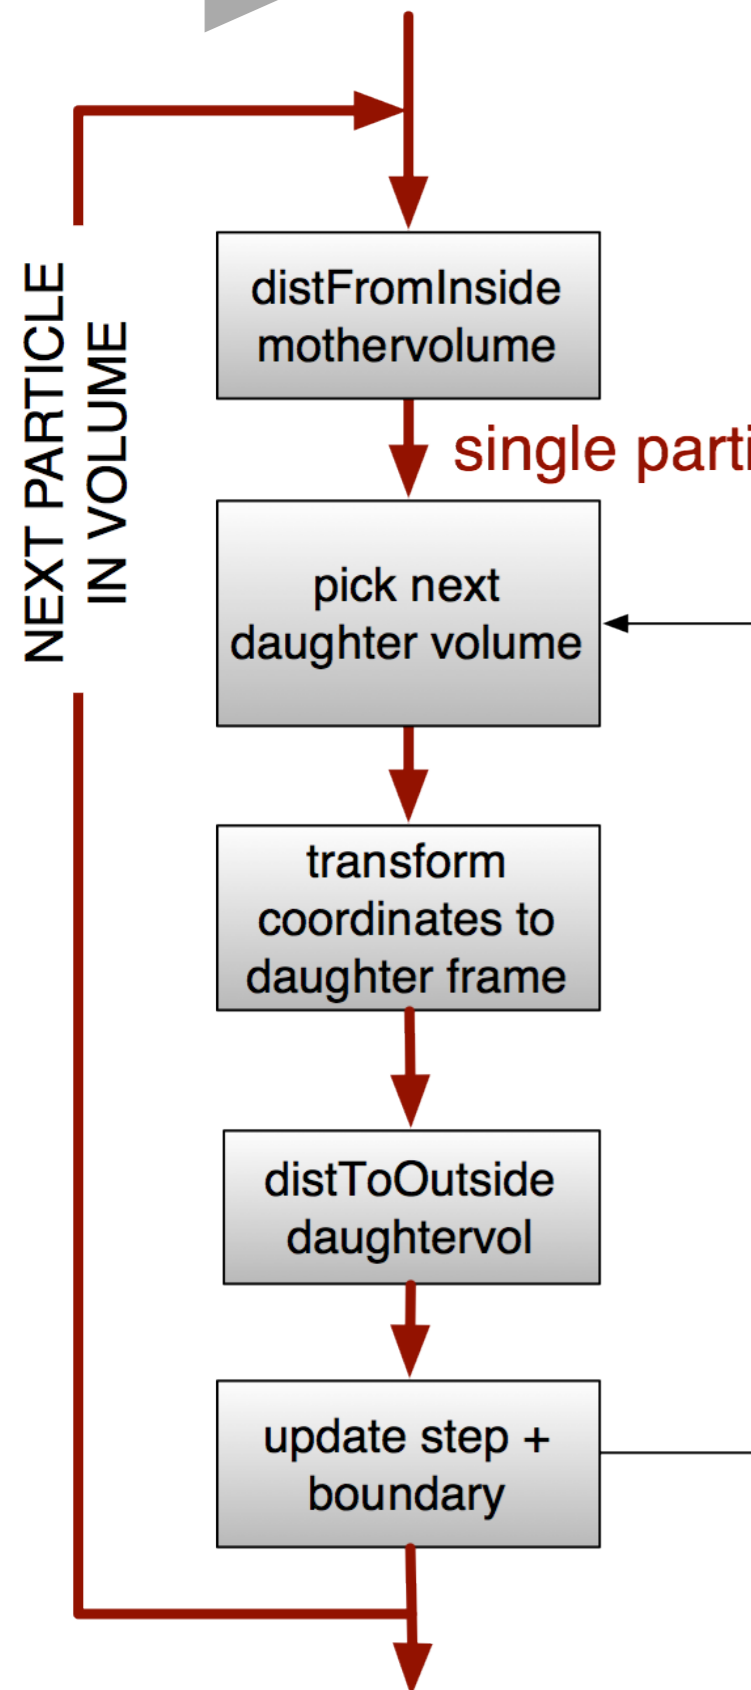 distFromInside
mothervolume
single
pick next
daughter volume
NEXT PARTICLE
IN VOLUME
transform
coordinates to
daughter frame
distToOutside
daughtervol
update step +
boundary